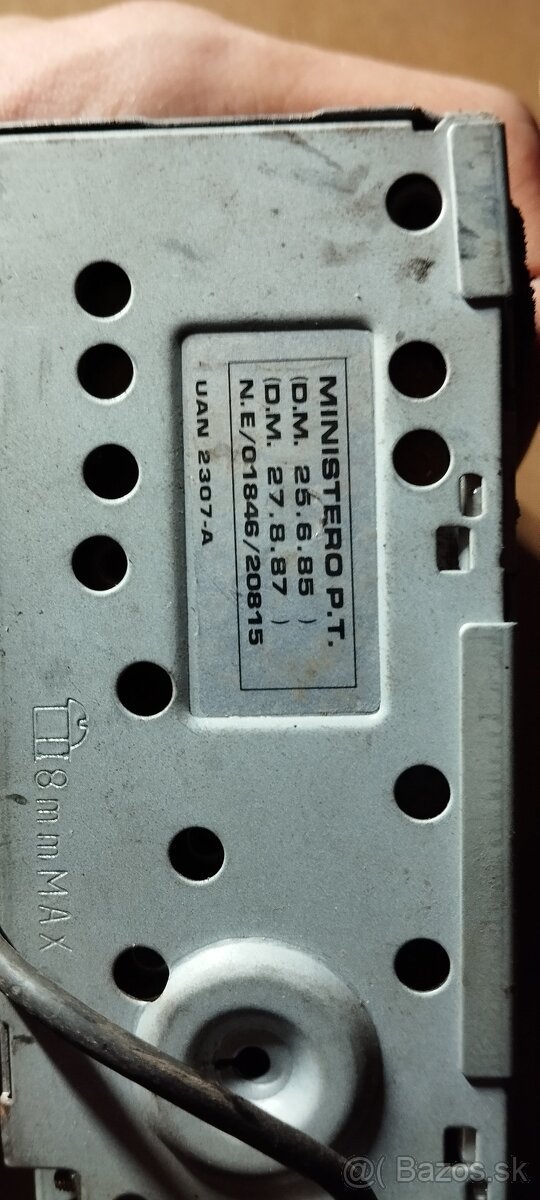 MINISTERO P.T.
(D.M. 25.6.85 )
(D.M. 27.8.87 )
N.E/01846/20815
UAN 2307-A
8mmMAX
@( Bazos.sk